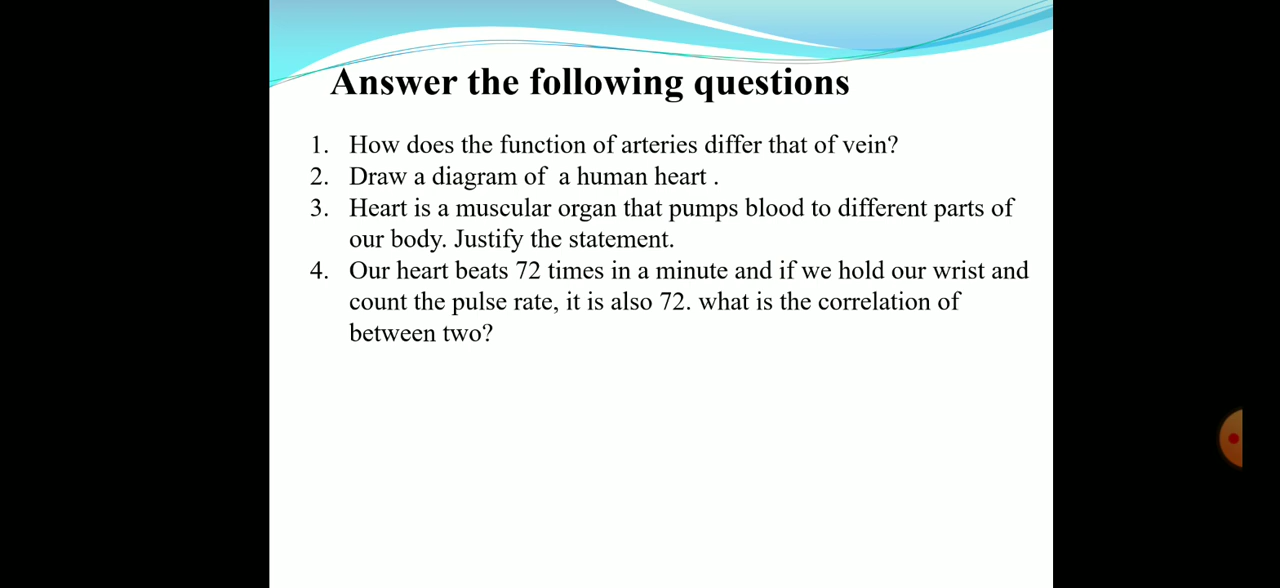 Answer the following questions
1. How does the function of arteries differ that of vein?
2. Draw a diagram of a human heart .
3. Heart is a muscular organ that pumps blood to different parts of
our body. Justify the statement.
4. Our heart beats 72 times in a minute and if we hold our wrist and
count the pulse rate, it is also 72. what is the correlation of
between two?